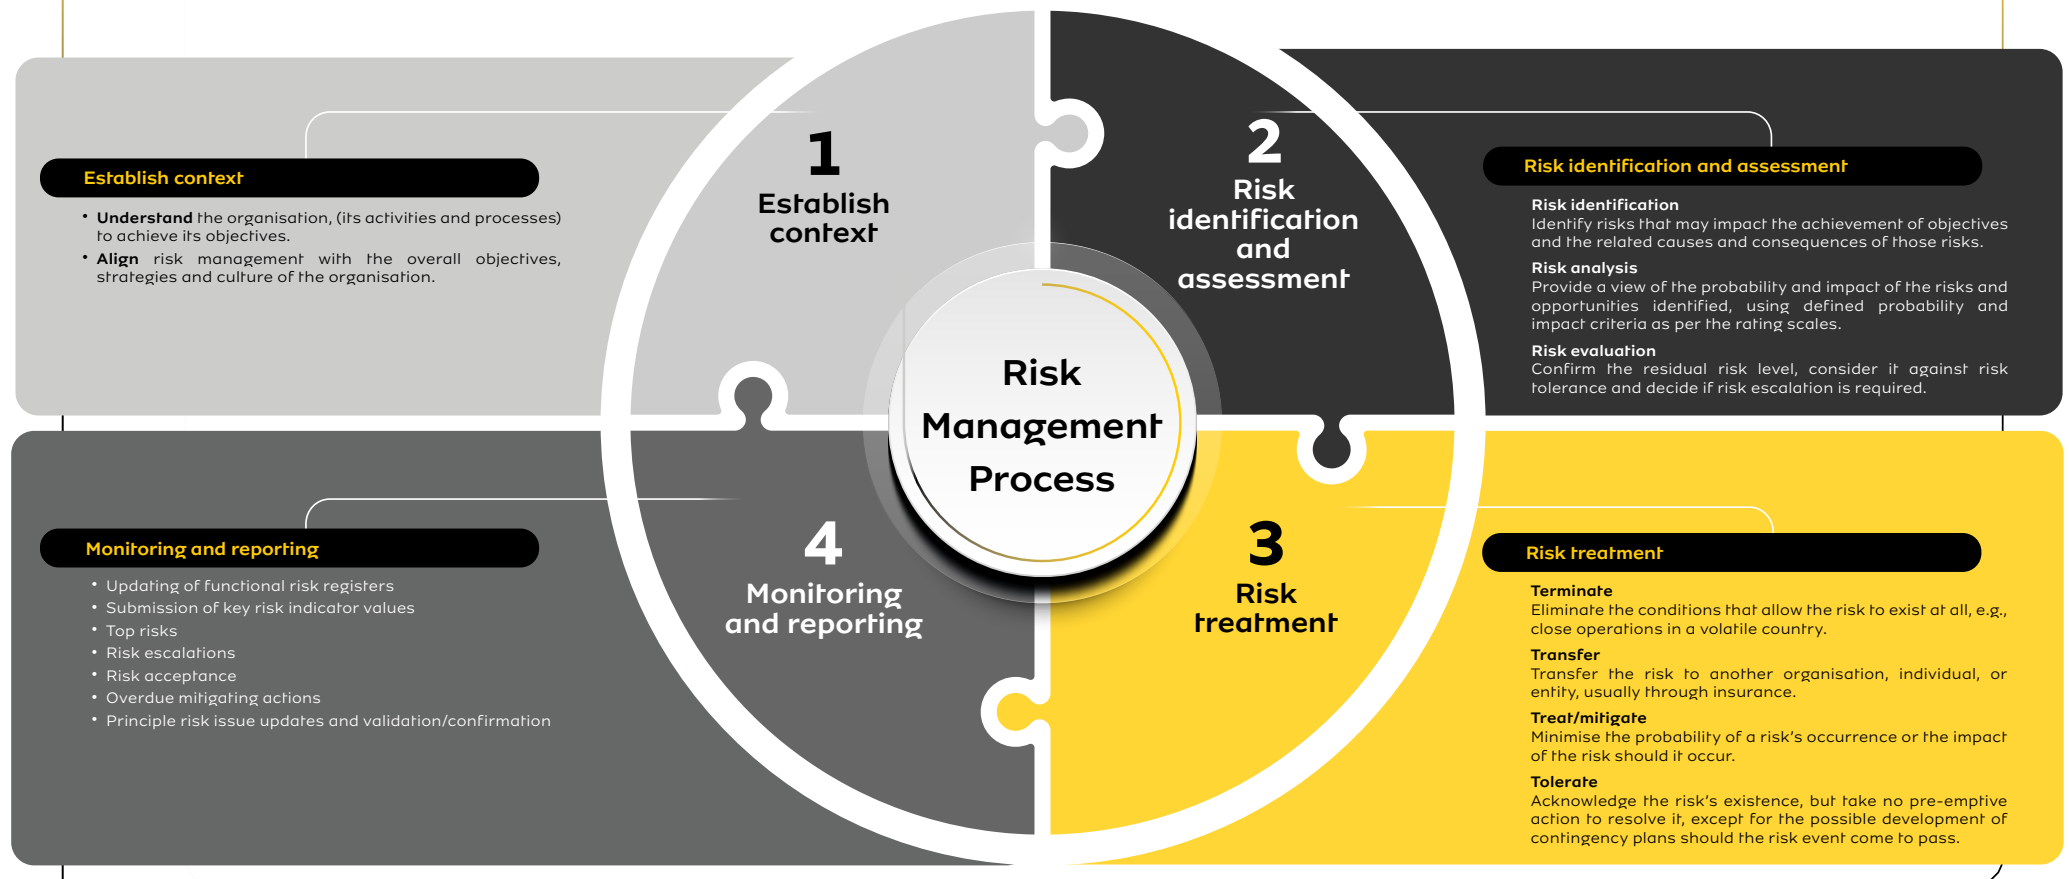 1
Establish
context
Establish context
• Understand the organisation, (its activities and processes)
to achieve its objectives.
• Align risk management with the overall objectives,
strategies and culture of the organisation.
2
Risk
identification
and
assessment
Risk identification and assessment
Risk identification
Identify risks that may impact the achievement of objectives
and the related causes and consequences of those risks.
Risk analysis
Provide a view of the probability and impact of the risks and
opportunities identified, using defined probability and
impact criteria as per the rating scales.
Risk evaluation
Confirm the residual risk level, consider it against risk
tolerance and decide if risk escalation is required.
Risk
Management
Process
3
Risk
treatment
Risk treatment
Terminate
Eliminate the conditions that allow the risk to exist at all, e.g.,
close operations in a volatile country.
Transfer
Transfer the risk to another organisation, individual, or
entity, usually through insurance.
Treat/mitigate
Minimise the probability of a risk's occurrence or the impact
of the risk should it occur.
Tolerate
Acknowledge the risk's existence, but take no pre-emptive
action to resolve it, except for the possible development of
contingency plans should the risk event come to pass.
4
Monitoring
and reporting
Monitoring and reporting
• Updating of functional risk registers
• Submission of key risk indicator values
• Top risks
• Risk escalations
• Risk acceptance
• Overdue mitigating actions
• Principle risk issue updates and validation/confirmation